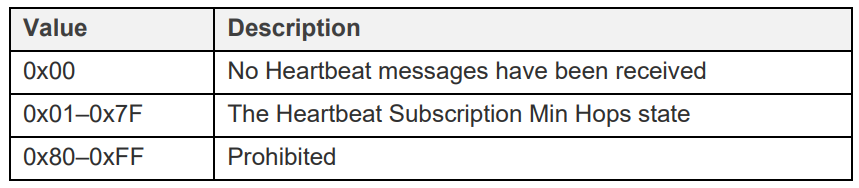 Value Description
0x00 No Heartbeat messages have been received
0x01–0x7F The Heartbeat Subscription Min Hops state
0x80–0xFF Prohibited